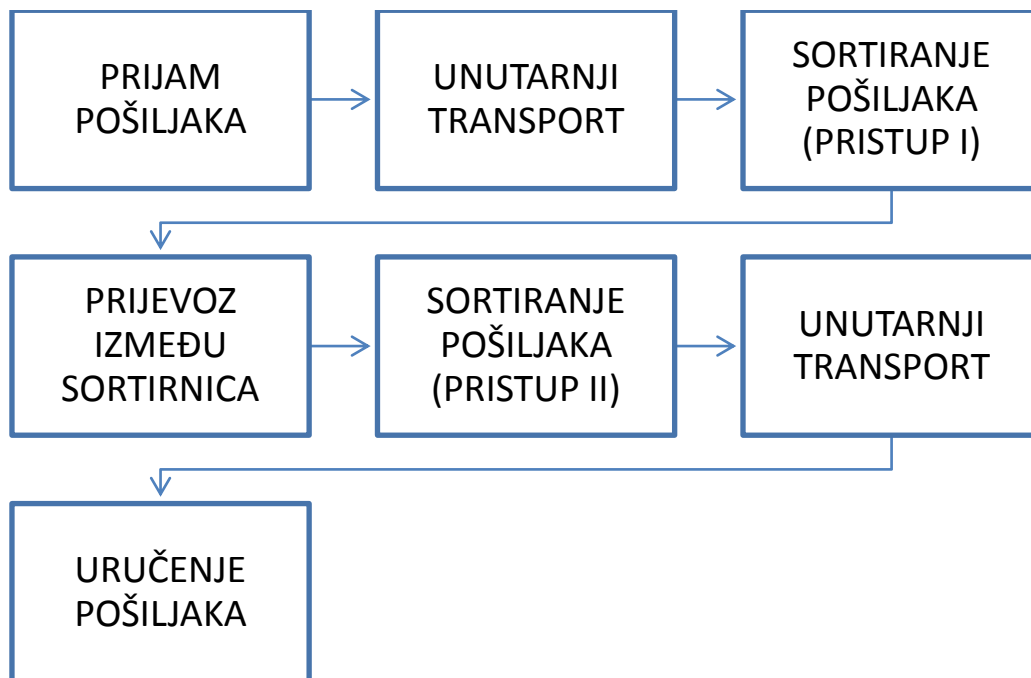 PRIJAM
POŠILJAKA
UNUTARNJI
TRANSPORT
SORTIRANJE
POŠILJAKA
(PRISTUP I)
PRIJEVOZ
IZMEĐU
SORTIRNICA
SORTIRANJE
POŠILJAKA
(PRISTUP II)
UNUTARNJI
TRANSPORT
URUČENJE
POŠILJAKA